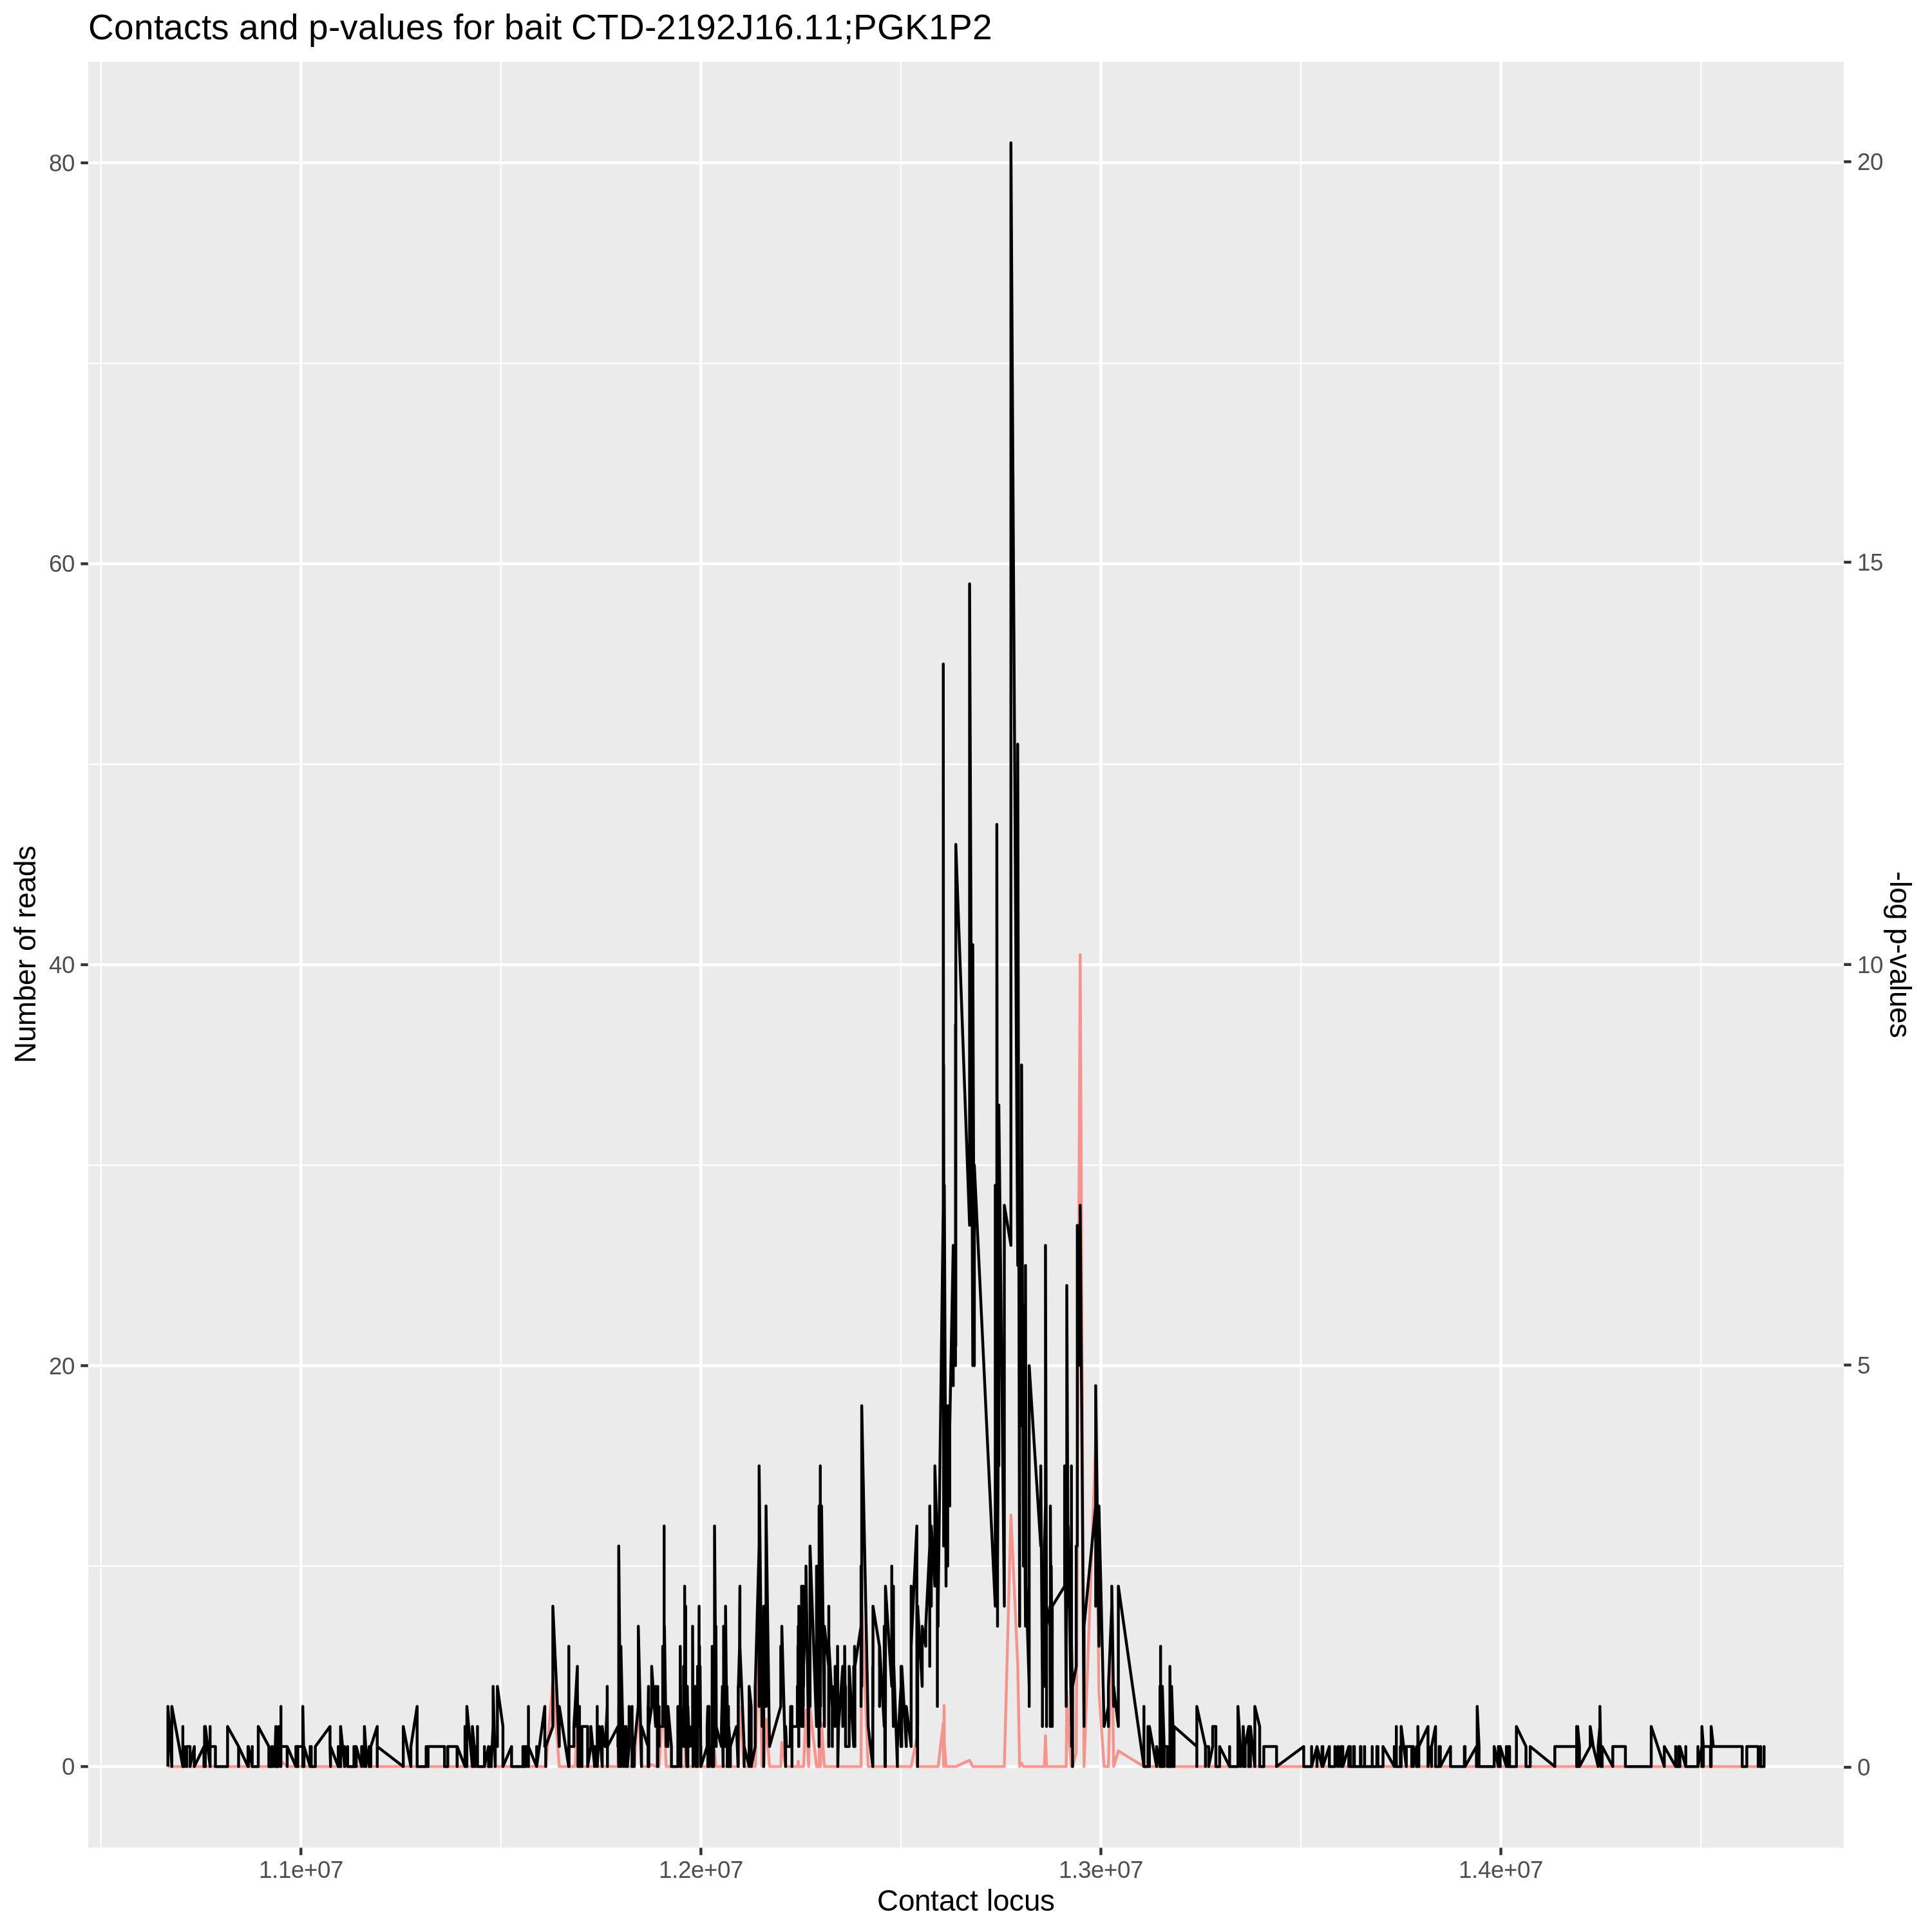 Contacts and p-values for bait CTD-2192J16.11;PGK1P2
80
60
40
20
0
Number of reads
20
15
10
5
0
-log p-values
1.1e+07
1.2e+07
1.3e+07
1.4e+07
Contact locus